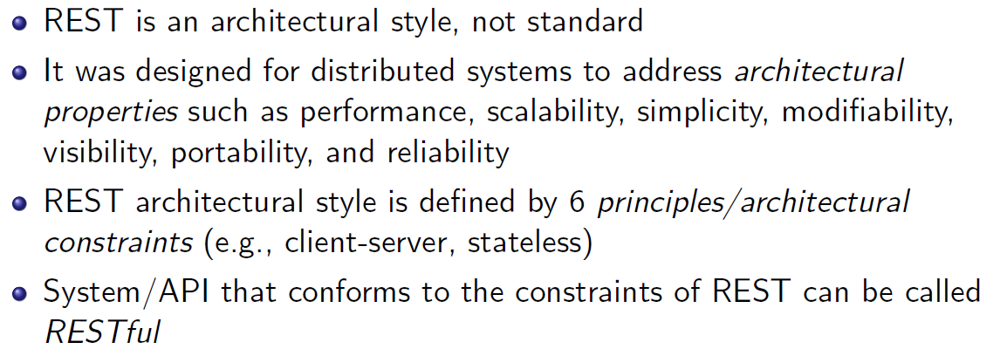 REST is an architectural style, not standard
It was designed for distributed systems to address architectural
properties such as performance, scalability, simplicity, modifiability,
visibility, portability, and reliability
REST architectural style is defined by 6 principles/architectural
constraints (e.g., client-server, stateless)
System/API that conforms to the constraints of REST can be called
RESTful